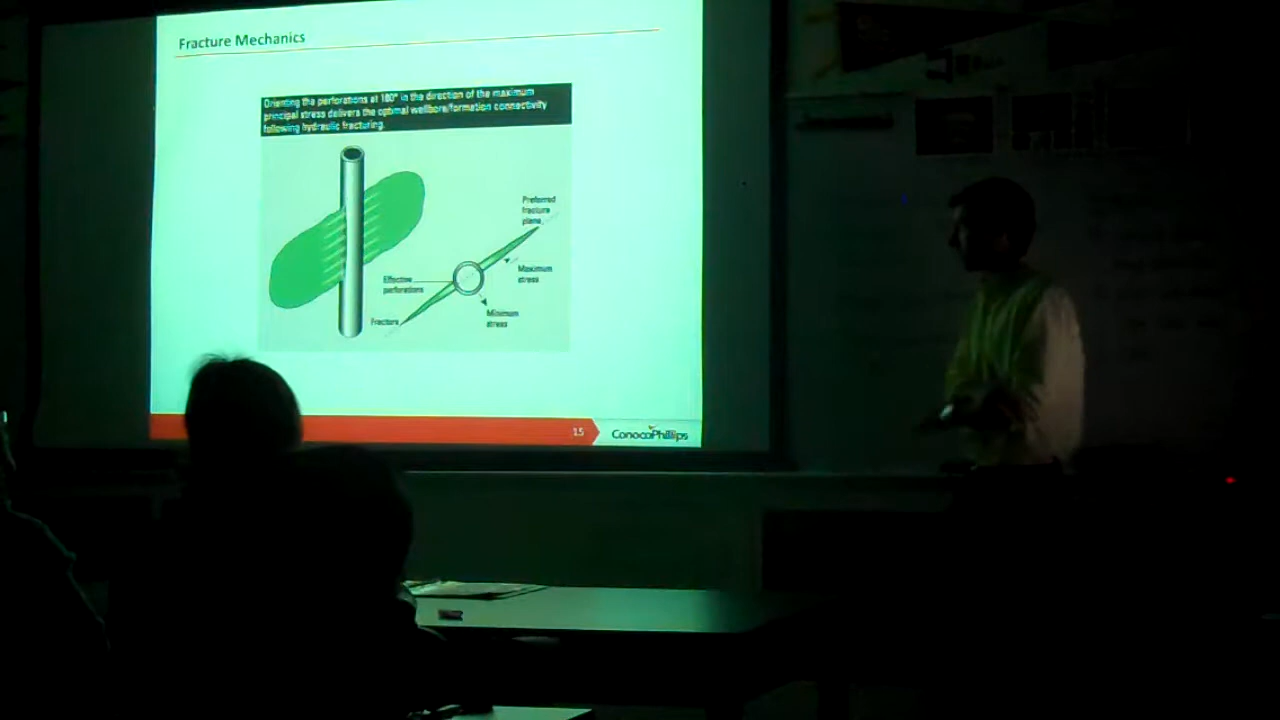 Fracture Mechanics
Orienting the perforations at 180° in the direction of the maximum
principal stress delivers the optimal wellbore/formation connectivity
following hydraulic fracturing.
Preferred
fracture
plane
Maximum
stress
Effective
perforations
Minimum
stress
Fracture
15
ConocoPhillips